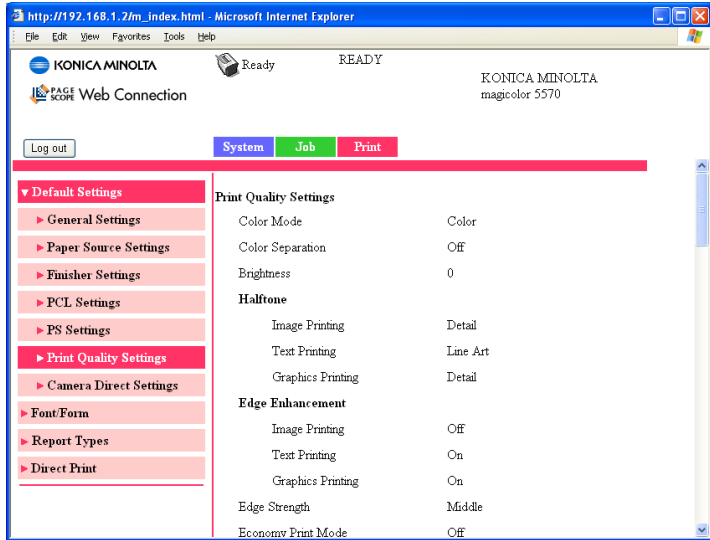 http://192.168.1.2/m_index.html - Microsoft Internet Explorer
File Edit View Favorites Tools Help
KONICA MINOLTA
Ready
READY
KONICA MINOLTA
magicolor 5570
PAGE SCOPE Web Connection
Log out
System Job Print
Default Settings
General Settings
Paper Source Settings
Finisher Settings
PCL Settings
PS Settings
Print Quality Settings
Camera Direct Settings
Font/Form
Report Types
Direct Print
Print Quality Settings
Color Mode Color
Color Separation Off
Brightness 0
Halftone
Image Printing Detail
Text Printing Line Art
Graphics Printing Detail
Edge Enhancement
Image Printing Off
Text Printing On
Graphics Printing On
Edge Strength Middle
Economy Print Mode Off